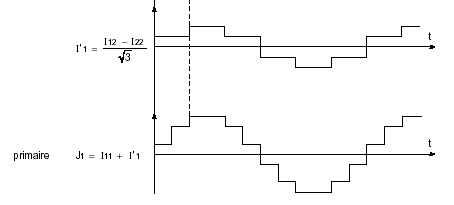 t
I'1 = I12 – I22 / √3
t
primaire J1 = I11 + I'1